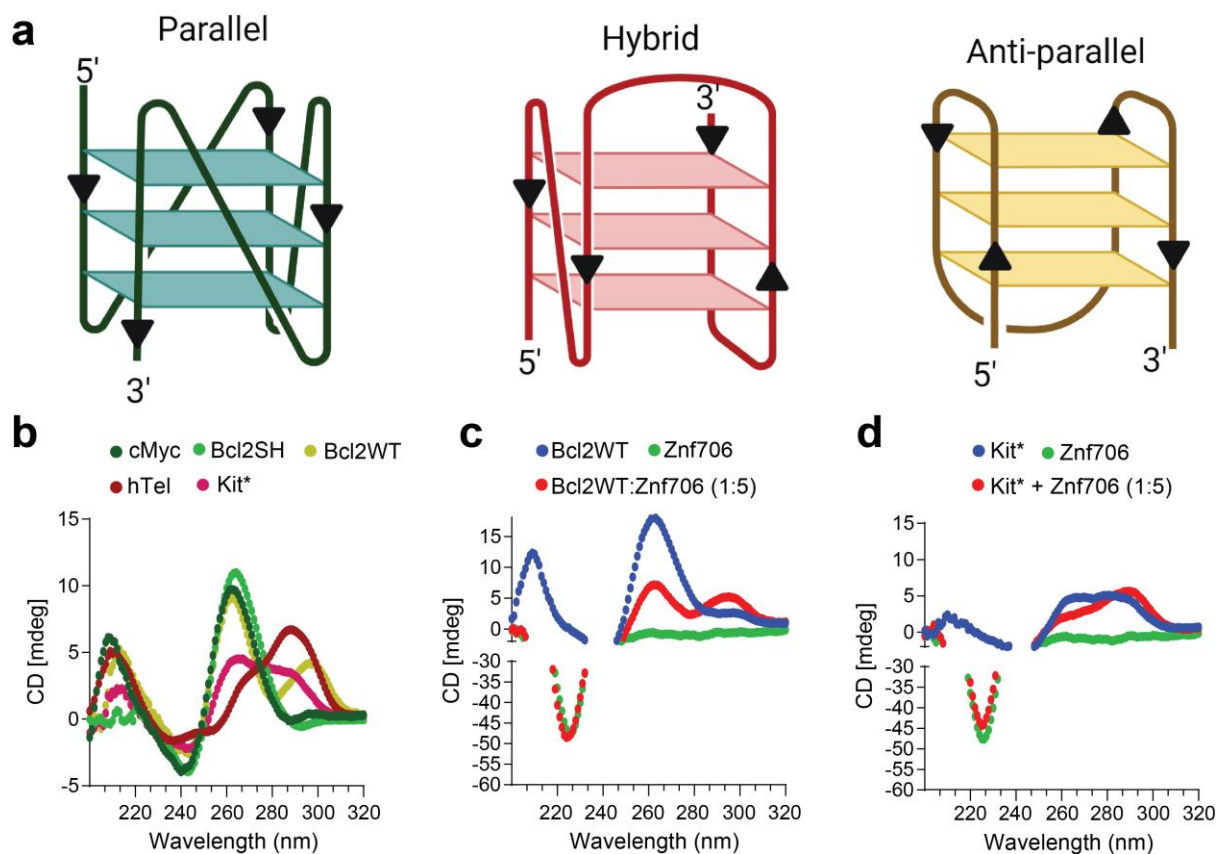 a
Parallel
Hybrid
Anti-parallel
5'
3'
3'
5'
5'
3'
b
cMyc Bcl2SH Bcl2WT
hTel Kit*
CD [mdeg]
15
10
5
0
-5
220 240 260 280 300 320
Wavelength (nm)
c
Bcl2WT Znf706
Bcl2WT:Znf706 (1:5)
CD [mdeg]
15
10
5
0
-30
-35
-40
-45
-50
-55
-60
220 240 260 280 300 320
Wavelength (nm)
d
Kit* Znf706
Kit* + Znf706 (1:5)
CD [mdeg]
15
10
5
0
-30
-35
-40
-45
-50
-55
-60
220 240 260 280 300 320
Wavelength (nm)